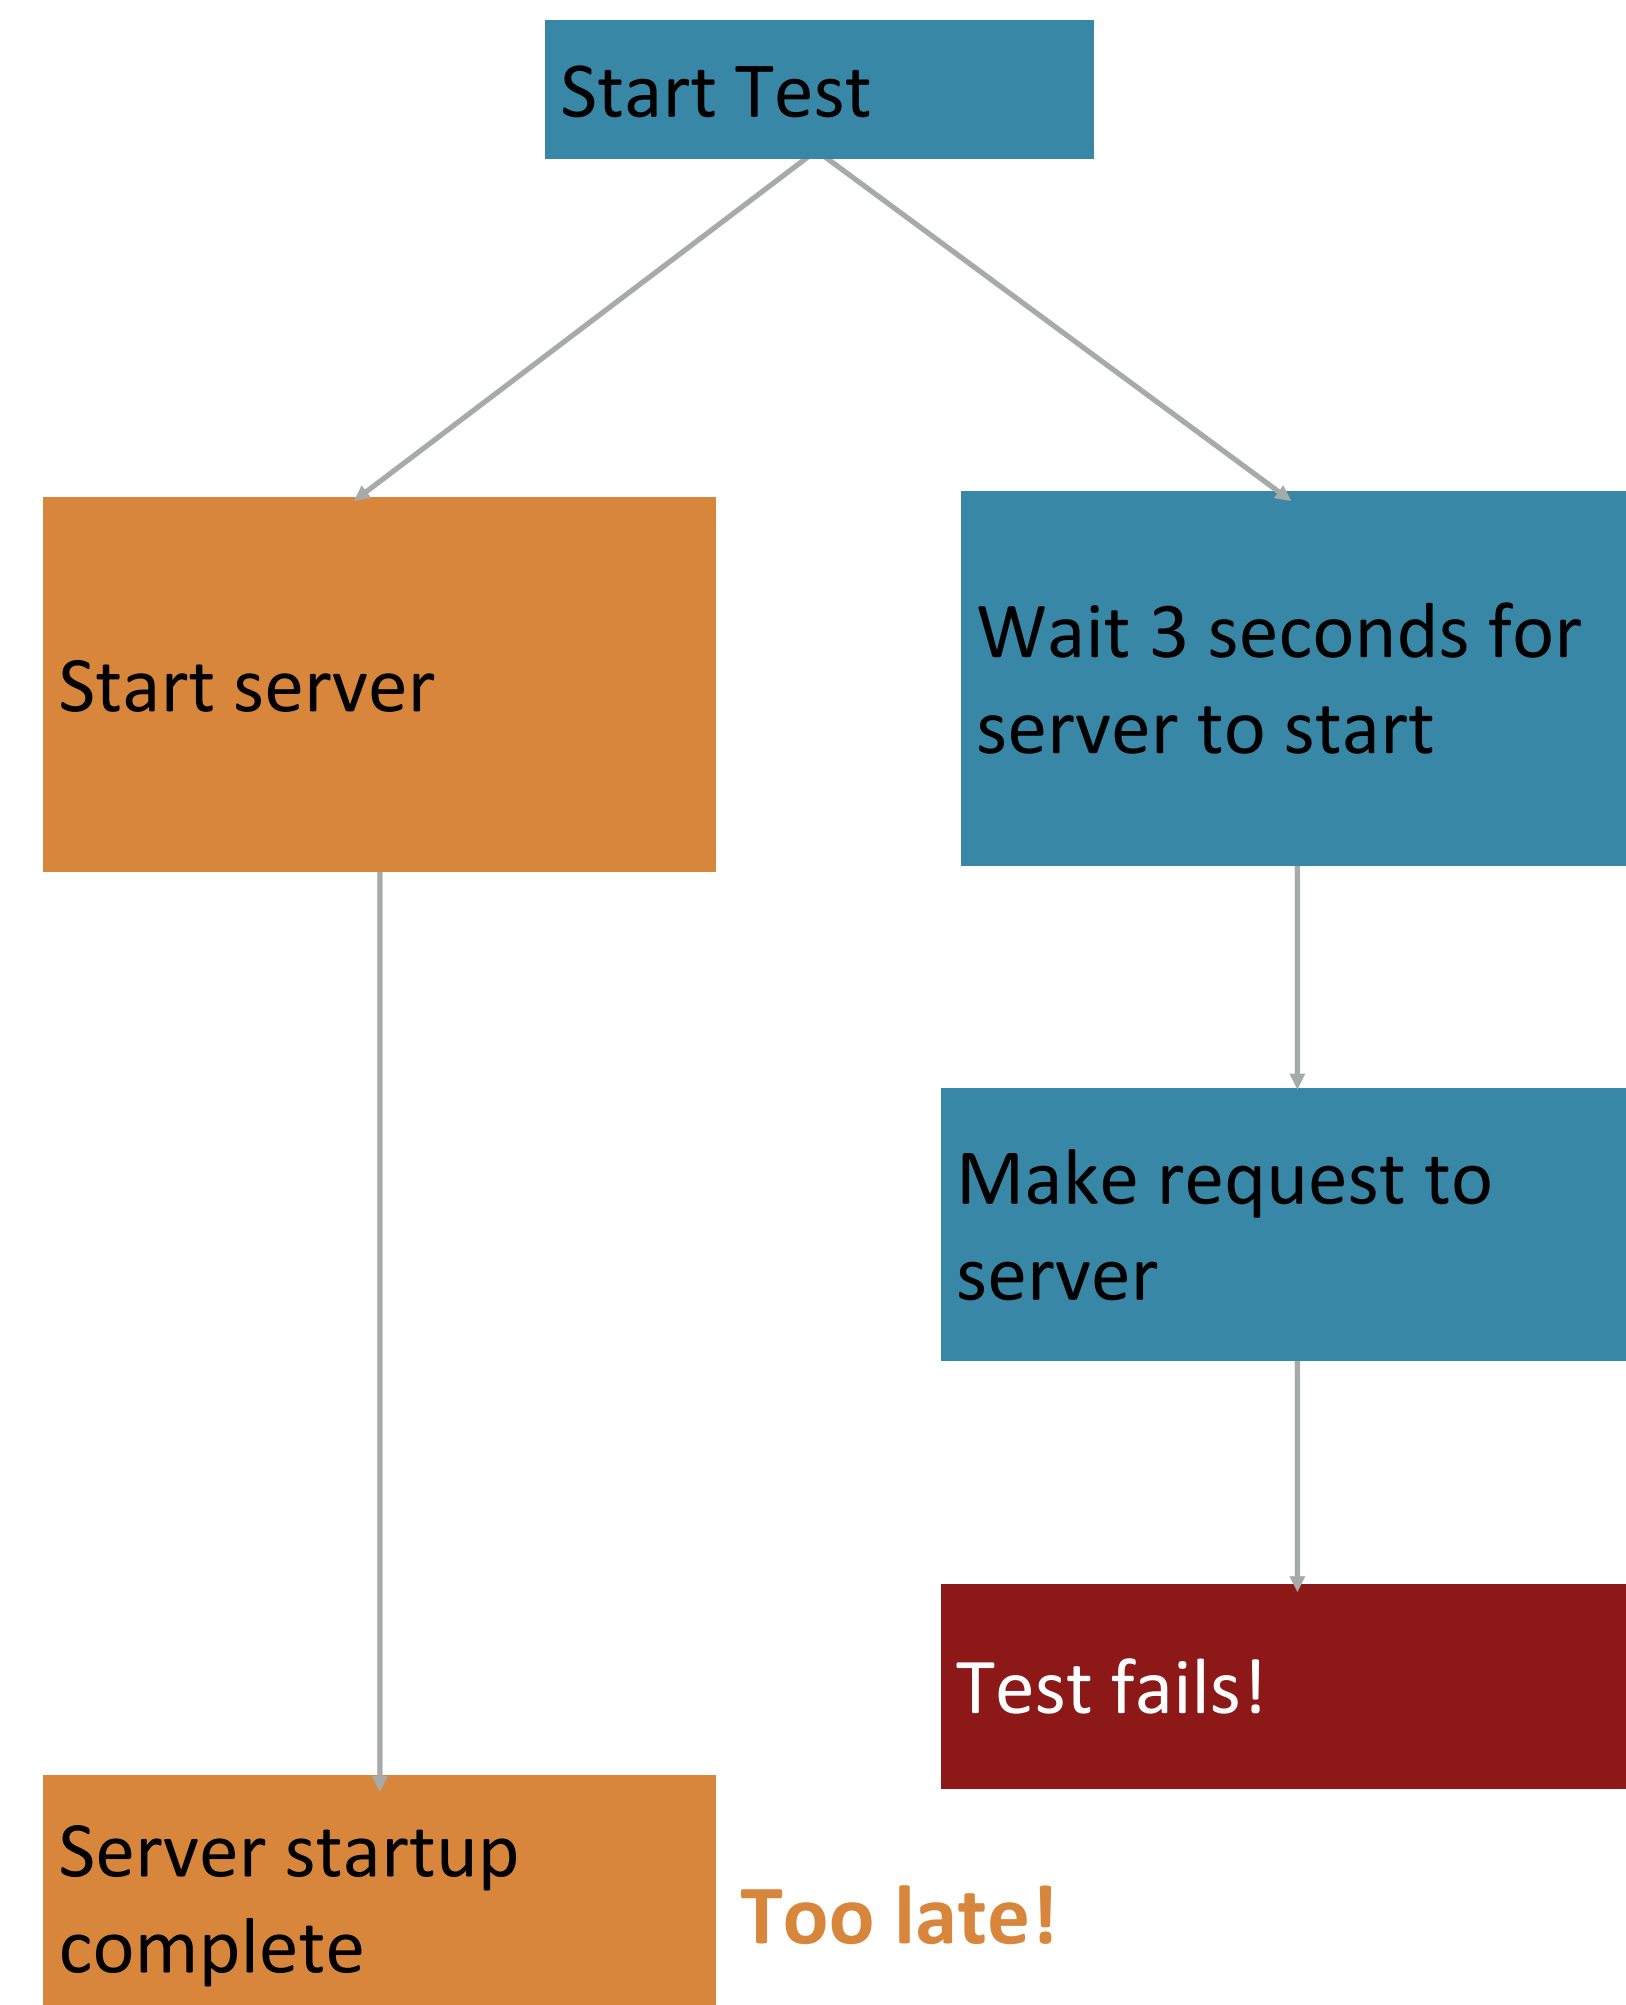 Start Test
Start server
Wait 3 seconds for
server to start
Make request to
server
Test fails!
Server startup
complete
Too late!